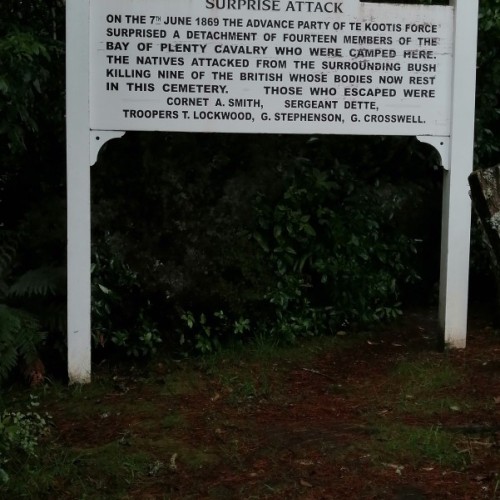 SURPRISE ATTACK
ON THE 7TH JUNE 1869 THE ADVANCE PARTY OF TE KOOTIS FORCE
SURPRISED A DETACHMENT OF FOURTEEN MEMBERS OF THE
BAY OF PLENTY CAVALRY WHO WERE CAMPED HERE.
THE NATIVES ATTACKED FROM THE SURROUNDING BUSH
KILLING NINE OF THE BRITISH WHOSE BODIES NOW REST
IN THIS CEMETERY. THOSE WHO ESCAPED WERE
CORNET A. SMITH, SERGEANT DETTE,
TROOPERS T. LOCKWOOD, G. STEPHENSON, G. CROSSWELL.